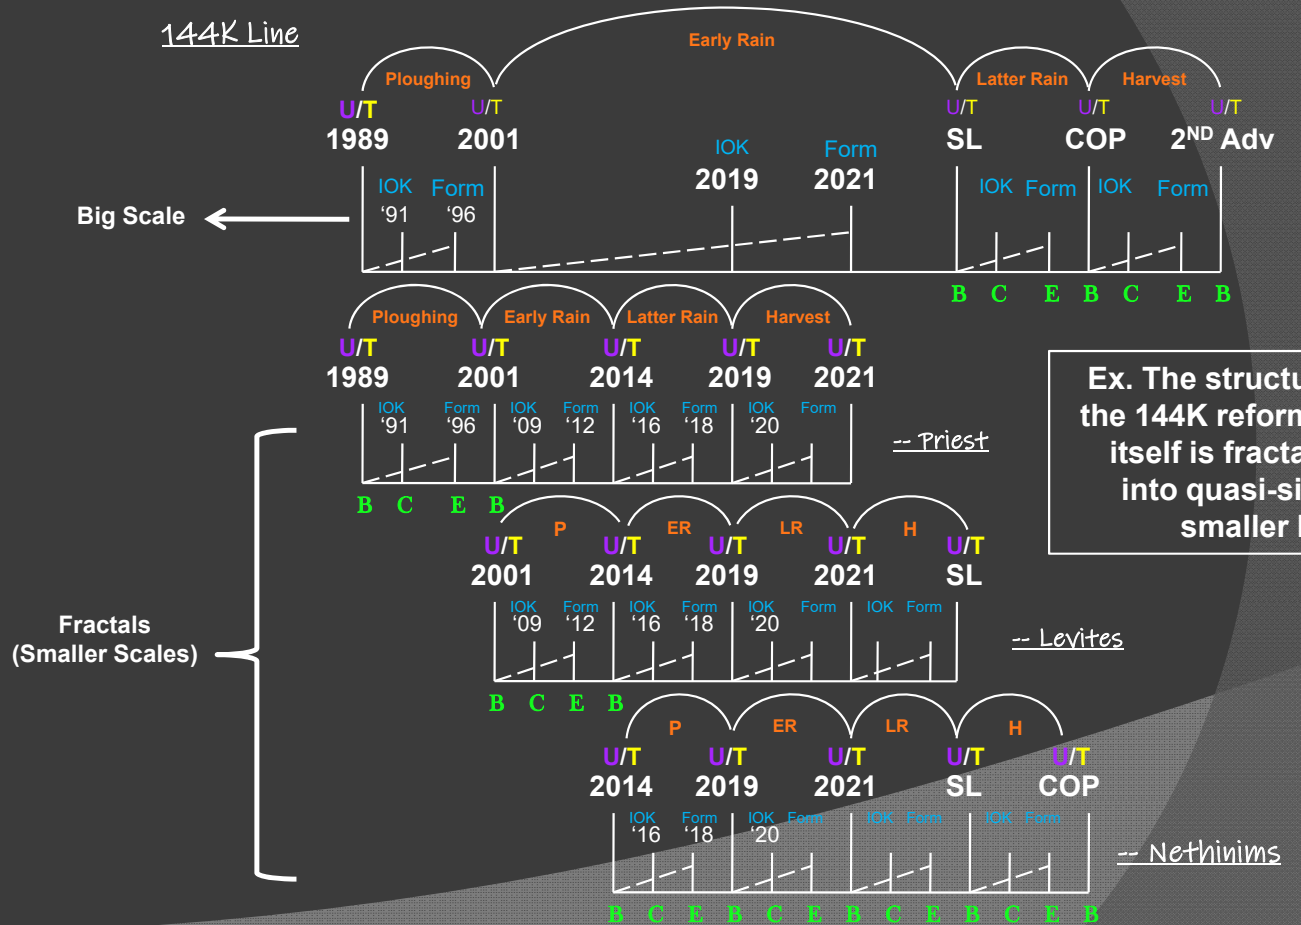 144K Line
Early Rain
Ploughing
Latter Rain
Harvest
U/T U/T U/T U/T U/T
1989 2001 SL COP 2ND Adv
IOK Form
2019 2021
IOK Form IOK Form IOK Form
‘91 ‘96
Big Scale
B C E B C E B
Ploughing Early Rain Latter Rain Harvest
U/T U/T U/T U/T U/T
1989 2001 2014 2019 2021
IOK Form IOK Form IOK Form IOK Form
‘91 ‘96 ‘09 ‘12 ‘16 ‘18 ‘20
-- Priest
B C E B
Ex. The structu
the 144K reform
itself is fracta
into quasi-si
smaller
P ER LR H
U/T U/T U/T U/T U/T
2001 2014 2019 2021 SL
IOK Form IOK Form IOK Form IOK Form
‘09 ‘12 ‘16 ‘18 ‘20
-- Levites
Fractals
(Smaller Scales)
B C E B
P ER LR H
U/T U/T U/T U/T U/T
2014 2019 2021 SL COP
IOK Form IOK Form IOK Form IOK Form
‘16 ‘18 ‘20
-- Nethinims
B C E B C E B C E B C E B